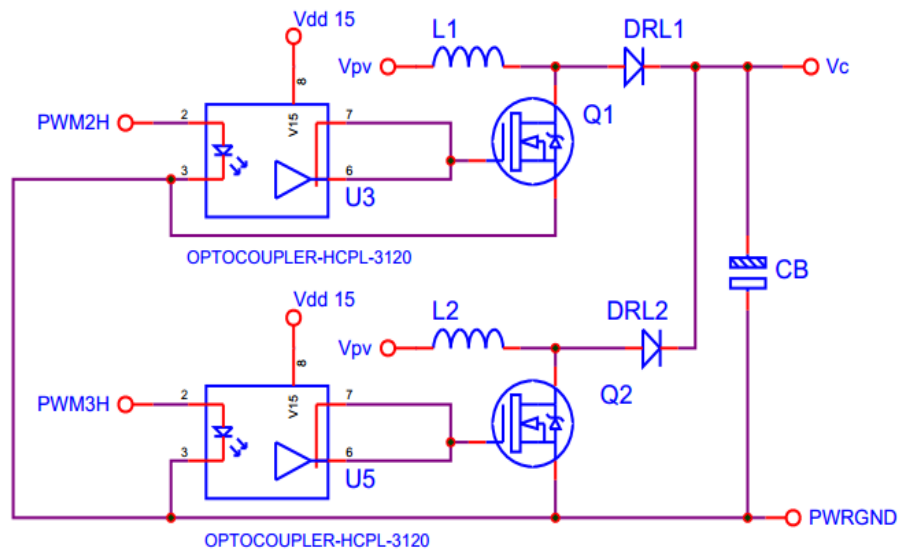 Vdd 15
L1
DRL1
Vpv
Vc
8
PWM2H
2
V15
7
Q1
3
6
U3
OPTOCOUPLER-HCPL-3120
CB
Vdd 15
L2
DRL2
Vpv
8
PWM3H
2
V15
7
Q2
3
6
U5
PWRGND
OPTOCOUPLER-HCPL-3120